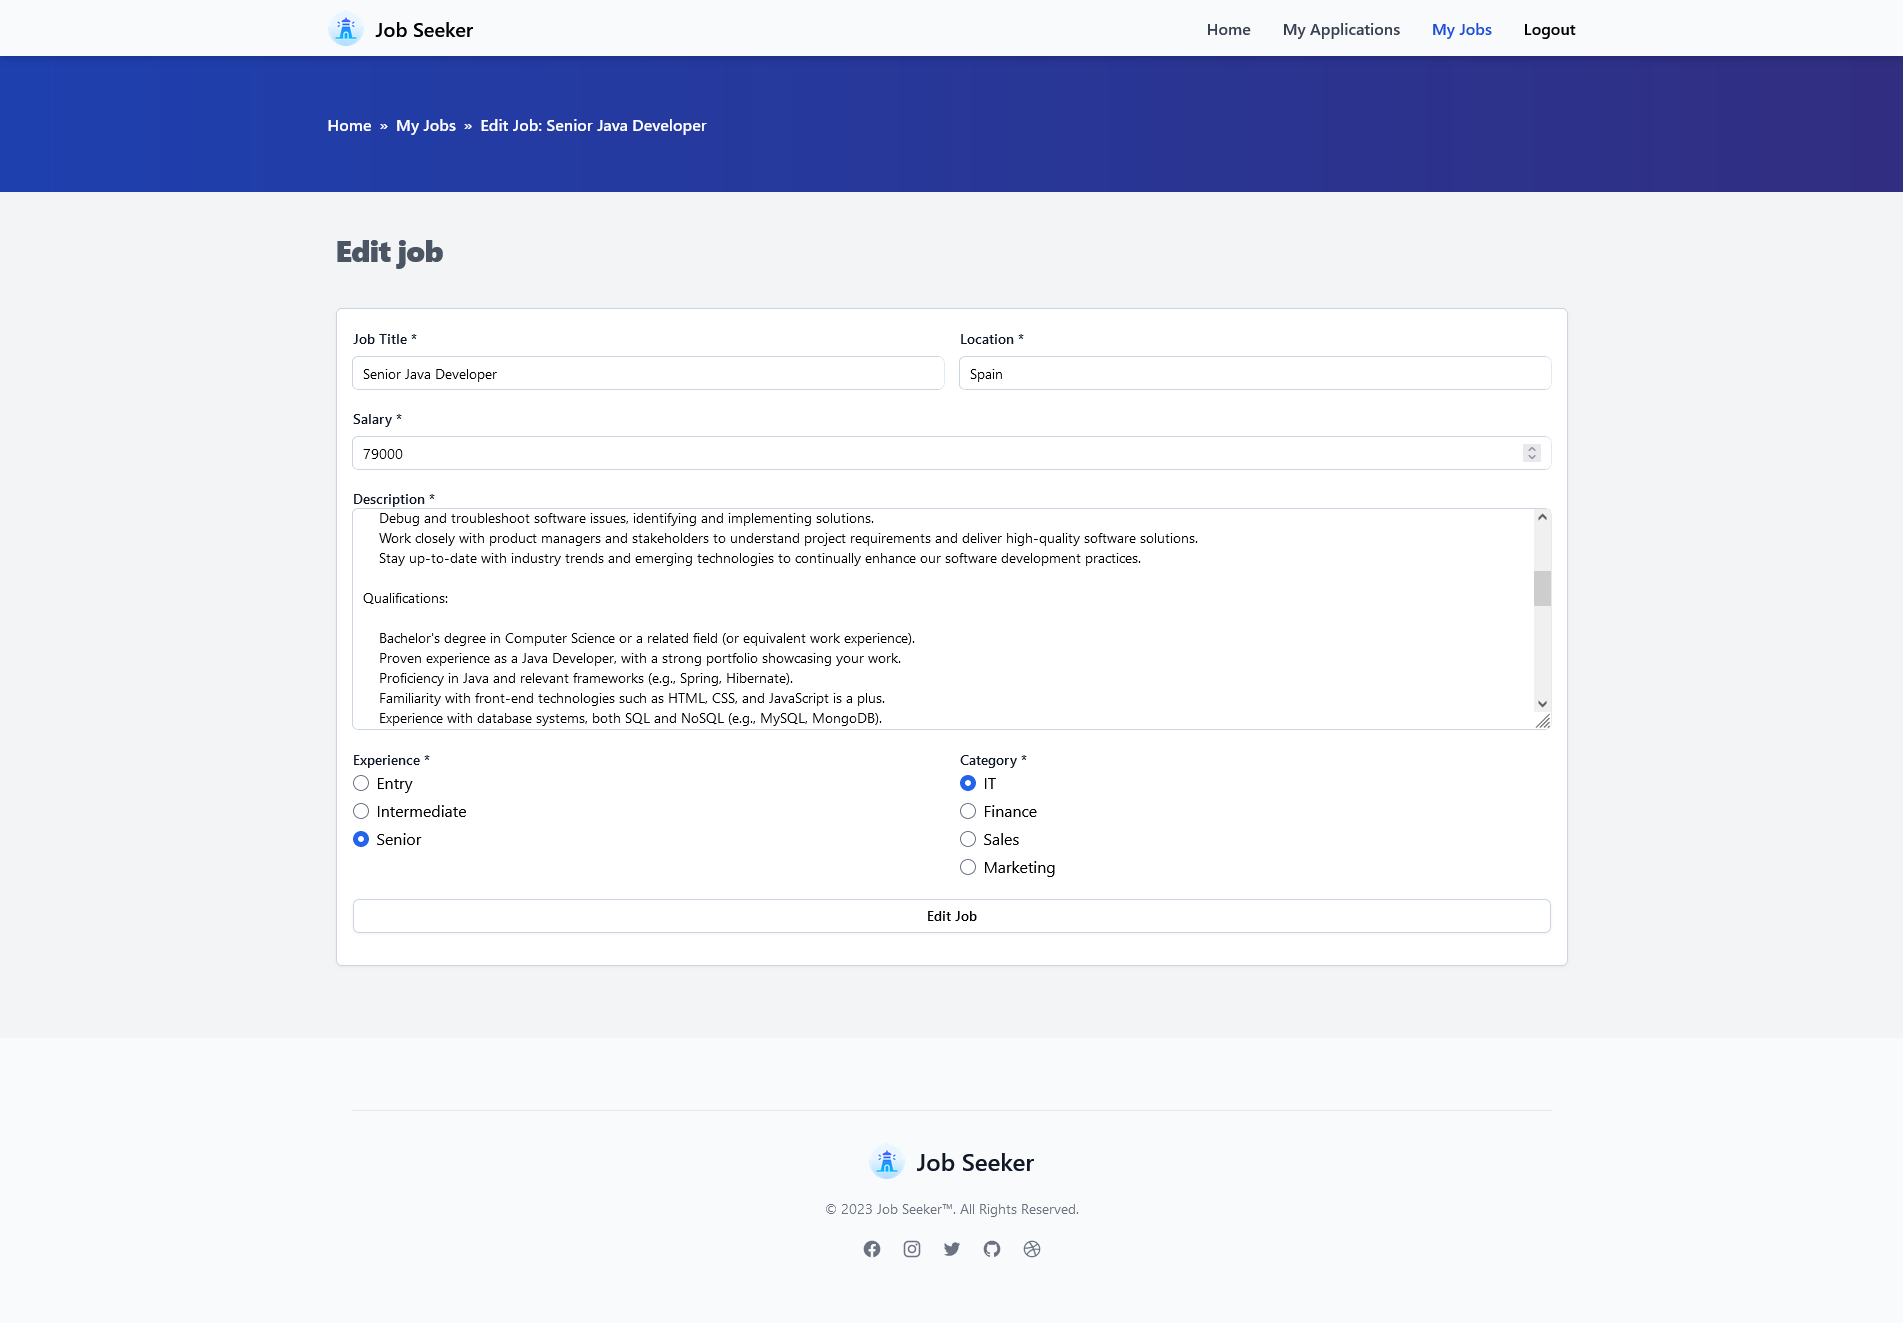 Job Seeker
Home
My Applications
My Jobs
Logout
Home » My Jobs » Edit Job: Senior Java Developer
Edit job
Job Title *
Location *
Senior Java Developer
Spain
Salary *
79000
Description *
Debug and troubleshoot software issues, identifying and implementing solutions.
Work closely with product managers and stakeholders to understand project requirements and deliver high-quality software solutions.
Stay up-to-date with industry trends and emerging technologies to continually enhance our software development practices.
Qualifications:
Bachelor's degree in Computer Science or a related field (or equivalent work experience).
Proven experience as a Java Developer, with a strong portfolio showcasing your work.
Proficiency in Java and relevant frameworks (e.g., Spring, Hibernate).
Familiarity with front-end technologies such as HTML, CSS, and JavaScript is a plus.
Experience with database systems, both SQL and NoSQL (e.g., MySQL, MongoDB).
Experience *
Entry
Intermediate
Senior
Category *
IT
Finance
Sales
Marketing
Edit Job
Job Seeker
© 2023 Job Seeker™. All Rights Reserved.